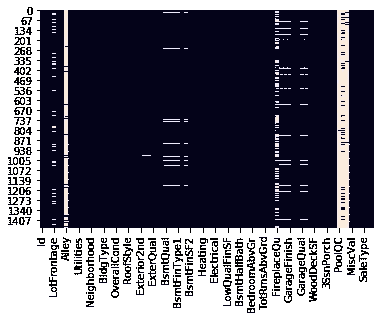 0
67
134
201
268
335
402
469
536
603
670
737
804
871
938
1005
1072
1139
1206
1273
1340
1407
Id
LotFrontage
Alley
Utilities
Neighborhood
BldgType
OverallCond
RoofStyle
Exterior2nd
ExterQual
BsmtQual
BsmtFinType1
BsmtFinSF2
Heating
Electrical
LowQualFinSF
BsmtHalfBath
BedroomAbvGr
TotRmsAbvGrd
FireplaceQu
GarageFinish
GarageQual
WoodDeckSF
3SsnPorch
PoolQC
MiscVal
SaleType